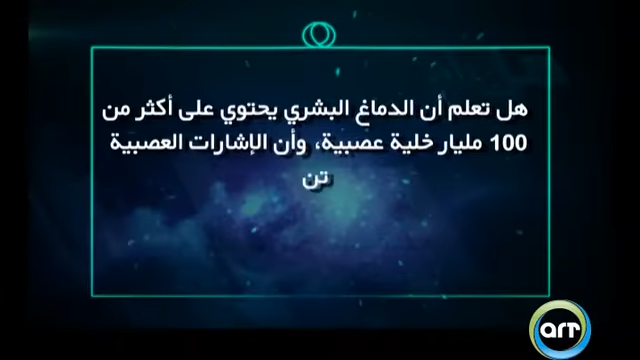 هل تعلم أن الدماغ البشري يحتوي على أكثر من
100 مليار خلية عصبية، وأن الإشارات العصبية
تن
art